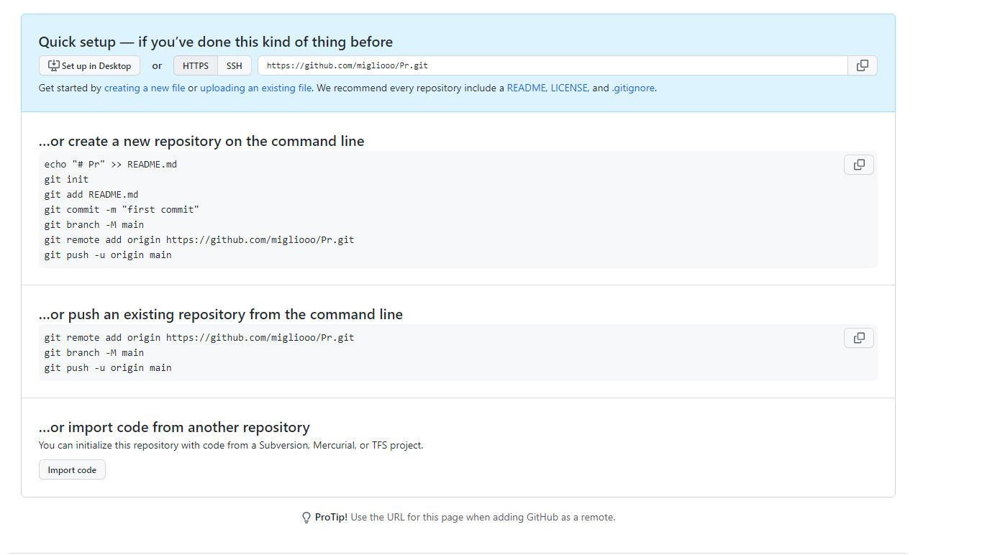 Quick setup — if you’ve done this kind of thing before
Set up in Desktop or HTTPS SSH https://github.com/migliooo/Pr.git
Get started by creating a new file or uploading an existing file. We recommend every repository include a README, LICENSE, and .gitignore.
…or create a new repository on the command line
echo "# Pr" >> README.md
git init
git add README.md
git commit -m "first commit"
git branch -M main
git remote add origin https://github.com/migliooo/Pr.git
git push -u origin main
…or push an existing repository from the command line
git remote add origin https://github.com/migliooo/Pr.git
git branch -M main
git push -u origin main
…or import code from another repository
You can initialize this repository with code from a Subversion, Mercurial, or TFS project.
Import code
ProTip! Use the URL for this page when adding GitHub as a remote.